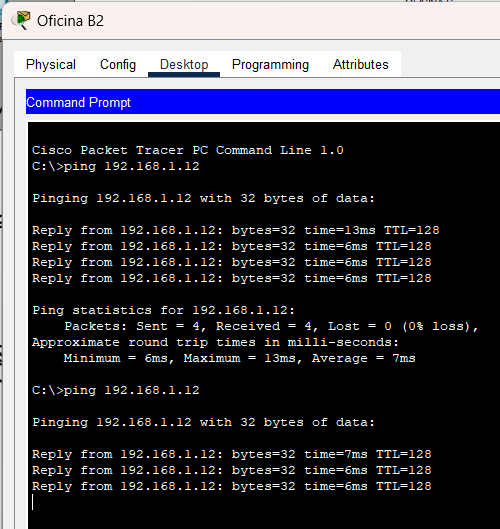 Oficina B2
Physical Config Desktop Programming Attributes
Command Prompt
Cisco Packet Tracer PC Command Line 1.0
C:\>ping 192.168.1.12
Pinging 192.168.1.12 with 32 bytes of data:
Reply from 192.168.1.12: bytes=32 time=13ms TTL=128
Reply from 192.168.1.12: bytes=32 time=6ms TTL=128
Reply from 192.168.1.12: bytes=32 time=6ms TTL=128
Reply from 192.168.1.12: bytes=32 time=6ms TTL=128
Ping statistics for 192.168.1.12:
Packets: Sent = 4, Received = 4, Lost = 0 (0% loss),
Approximate round trip times in milli-seconds:
Minimum = 6ms, Maximum = 13ms, Average = 7ms
C:\>ping 192.168.1.12
Pinging 192.168.1.12 with 32 bytes of data:
Reply from 192.168.1.12: bytes=32 time=7ms TTL=128
Reply from 192.168.1.12: bytes=32 time=6ms TTL=128
Reply from 192.168.1.12: bytes=32 time=6ms TTL=128